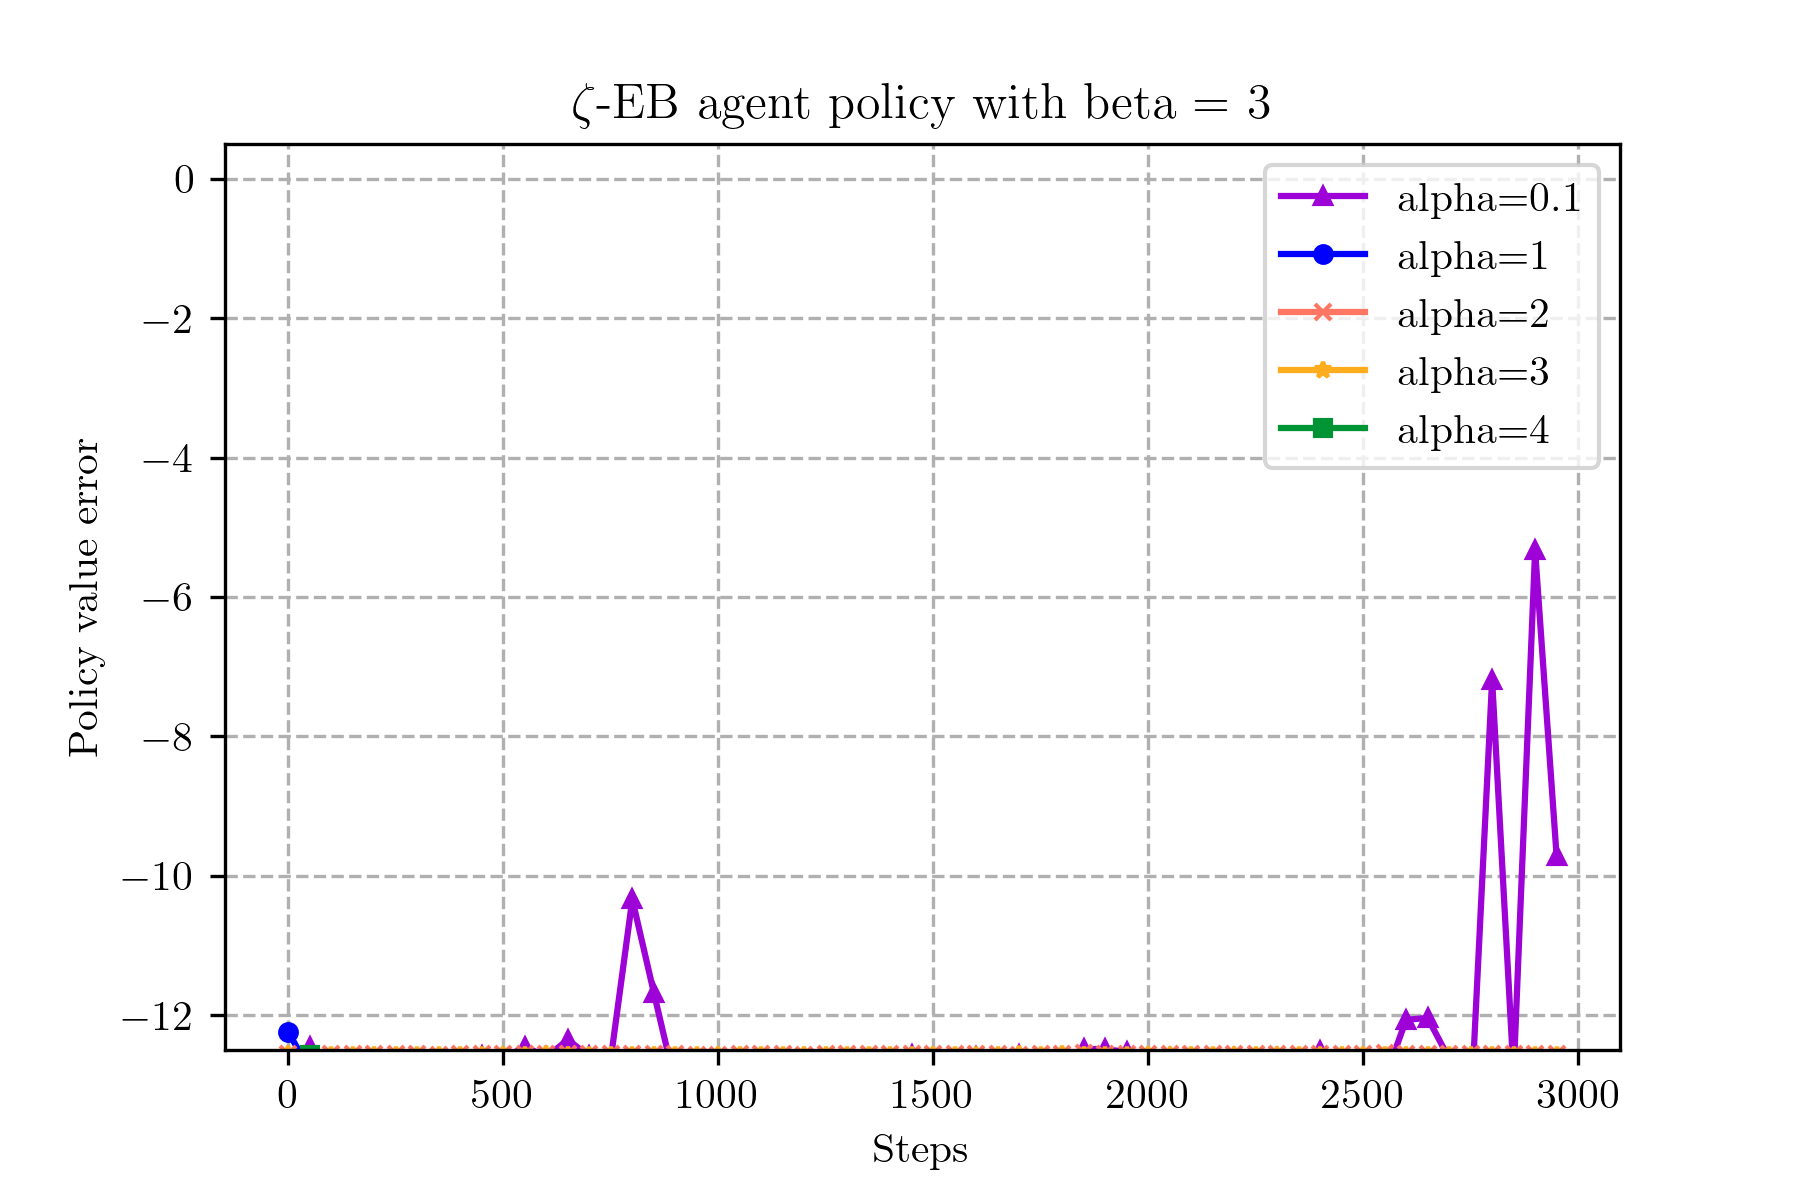 ζ-EB agent policy with beta = 3
0
−2
−4
−6
−8
−10
−12
Policy value error
alpha=0.1
alpha=1
alpha=2
alpha=3
alpha=4
0 500 1000 1500 2000 2500 3000
Steps